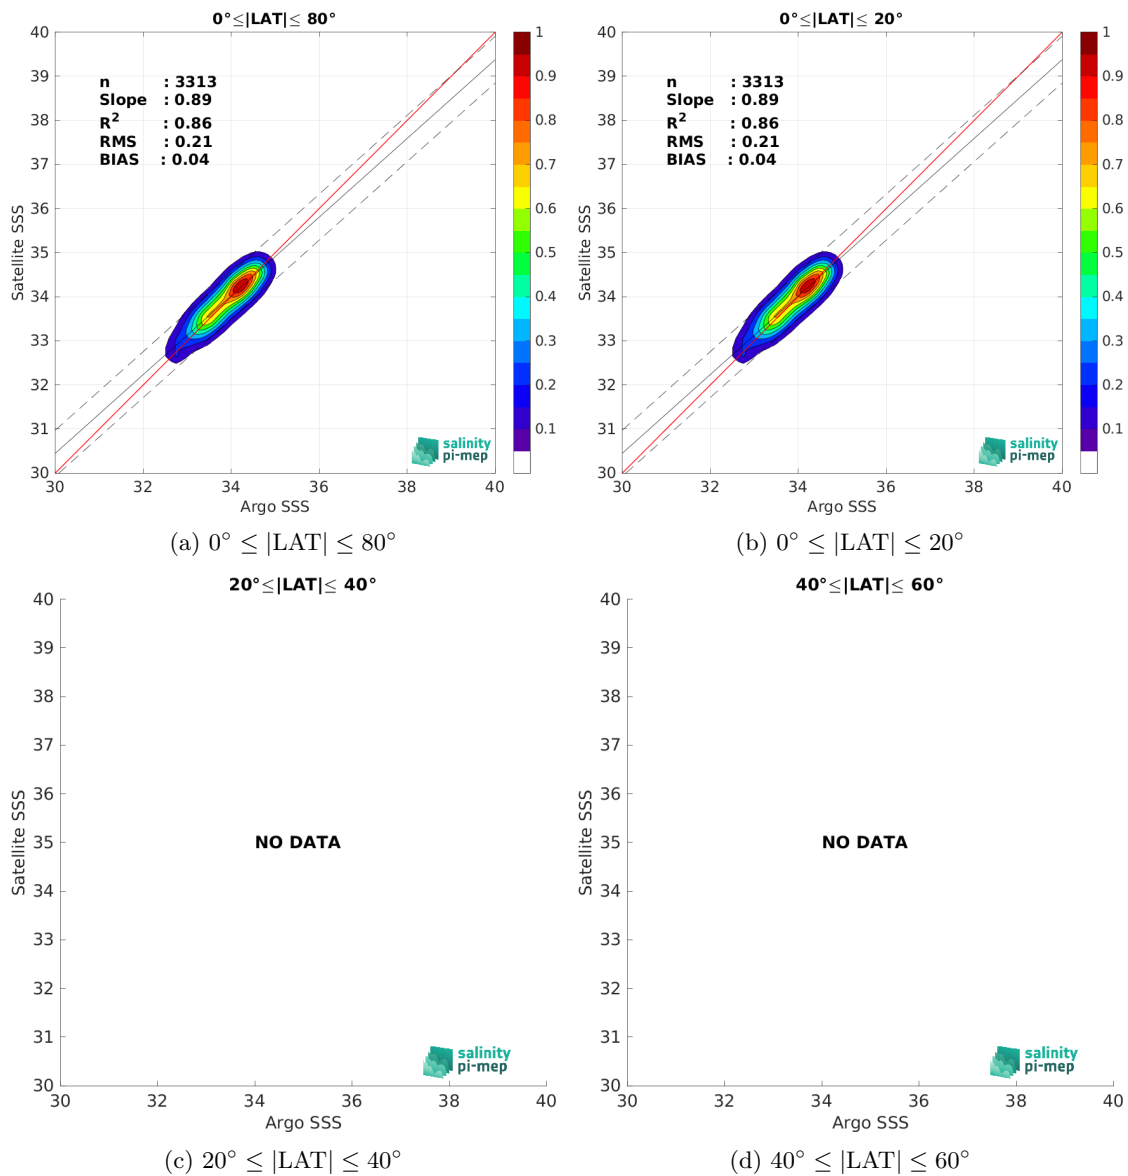 0°≤|LAT|≤ 80°
40
39
38
37
36
35
34
33
32
31
30
Satellite SSS
n : 3313
Slope : 0.89
R² : 0.86
RMS : 0.21
BIAS : 0.04
salinity
pi-mep
30 32 34 36 38 40
Argo SSS
1
0.9
0.8
0.7
0.6
0.5
0.4
0.3
0.2
0.1
(a) 0° ≤ |LAT| ≤ 80°
0°≤|LAT|≤ 20°
40
39
38
37
36
35
34
33
32
31
30
Satellite SSS
n : 3313
Slope : 0.89
R² : 0.86
RMS : 0.21
BIAS : 0.04
salinity
pi-mep
30 32 34 36 38 40
Argo SSS
1
0.9
0.8
0.7
0.6
0.5
0.4
0.3
0.2
0.1
(b) 0° ≤ |LAT| ≤ 20°
20°≤|LAT|≤ 40°
40
39
38
37
36
35
34
33
32
31
30
Satellite SSS
NO DATA
salinity
pi-mep
30 32 34 36 38 40
Argo SSS
(c) 20° ≤ |LAT| ≤ 40°
40°≤|LAT|≤ 60°
40
39
38
37
36
35
34
33
32
31
30
Satellite SSS
NO DATA
salinity
pi-mep
30 32 34 36 38 40
Argo SSS
(d) 40° ≤ |LAT| ≤ 60°